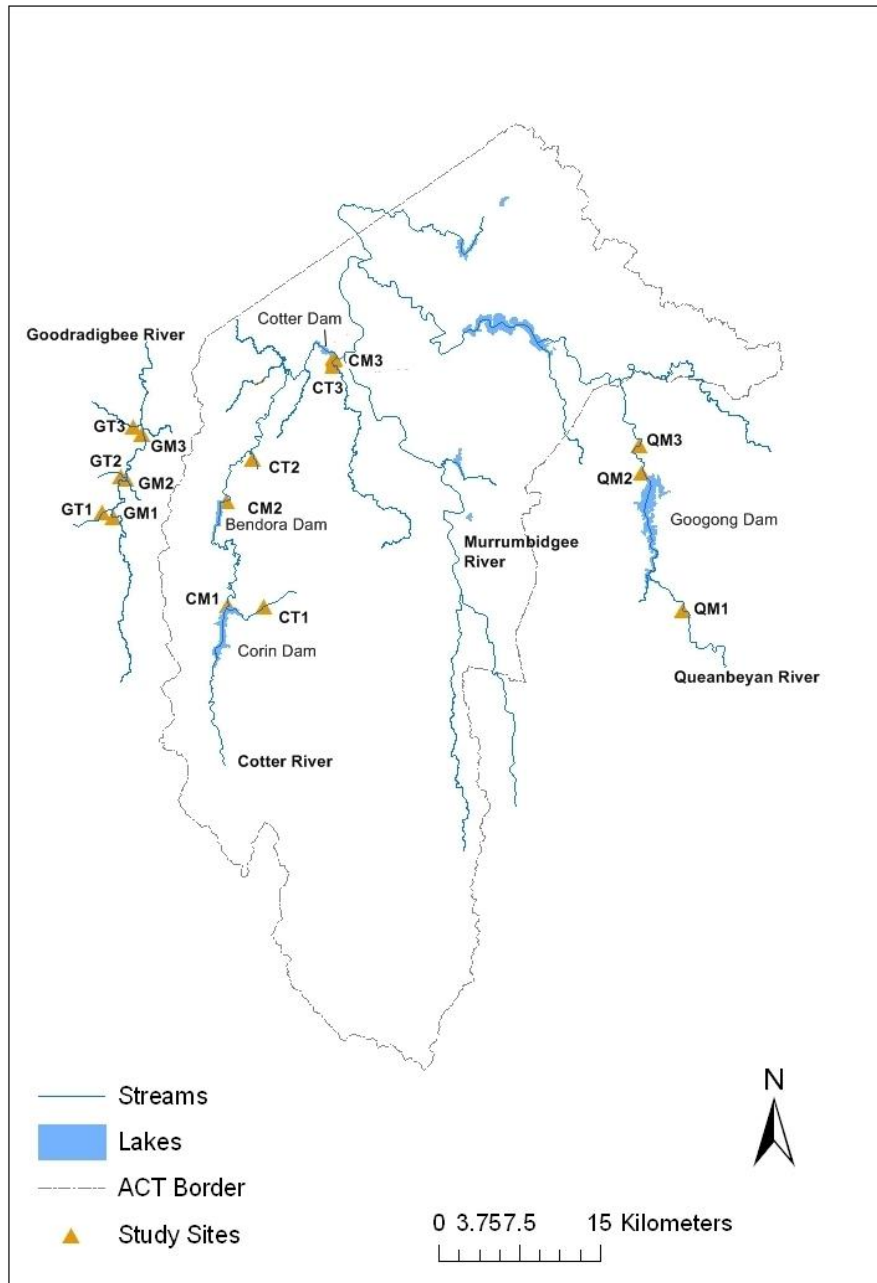 Cotter Dam
Goodradigbee River
CM3
CT3
GT3
GM3
QM3
GT2
CT2
GM2
QM2
GT1
CM2
GM1
Bendora Dam
Googong Dam
Murrumbidgee
River
CM1
CT1
QM1
Corin Dam
Queanbeyan River
Cotter River
N
Streams
Lakes
ACT Border
Study Sites
0 3.757.5 15 Kilometers